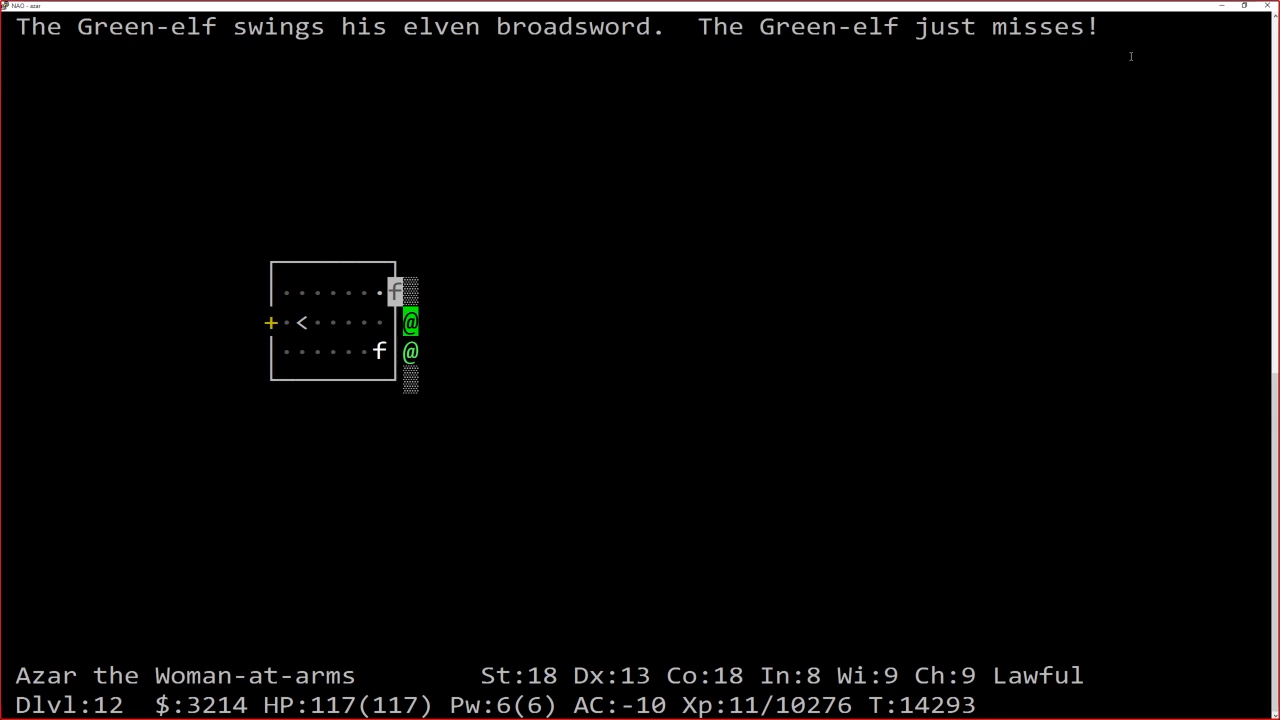 NAO - azar
The Green-elf swings his elven broadsword.  The Green-elf just misses!
.......f
+.<..... @
......f @
Azar the Woman-at-arms St:18 Dx:13 Co:18 In:8 Wi:9 Ch:9 Lawful
Dlvl:12 $:3214 HP:117(117) Pw:6(6) AC:-10 Xp:11/10276 T:14293